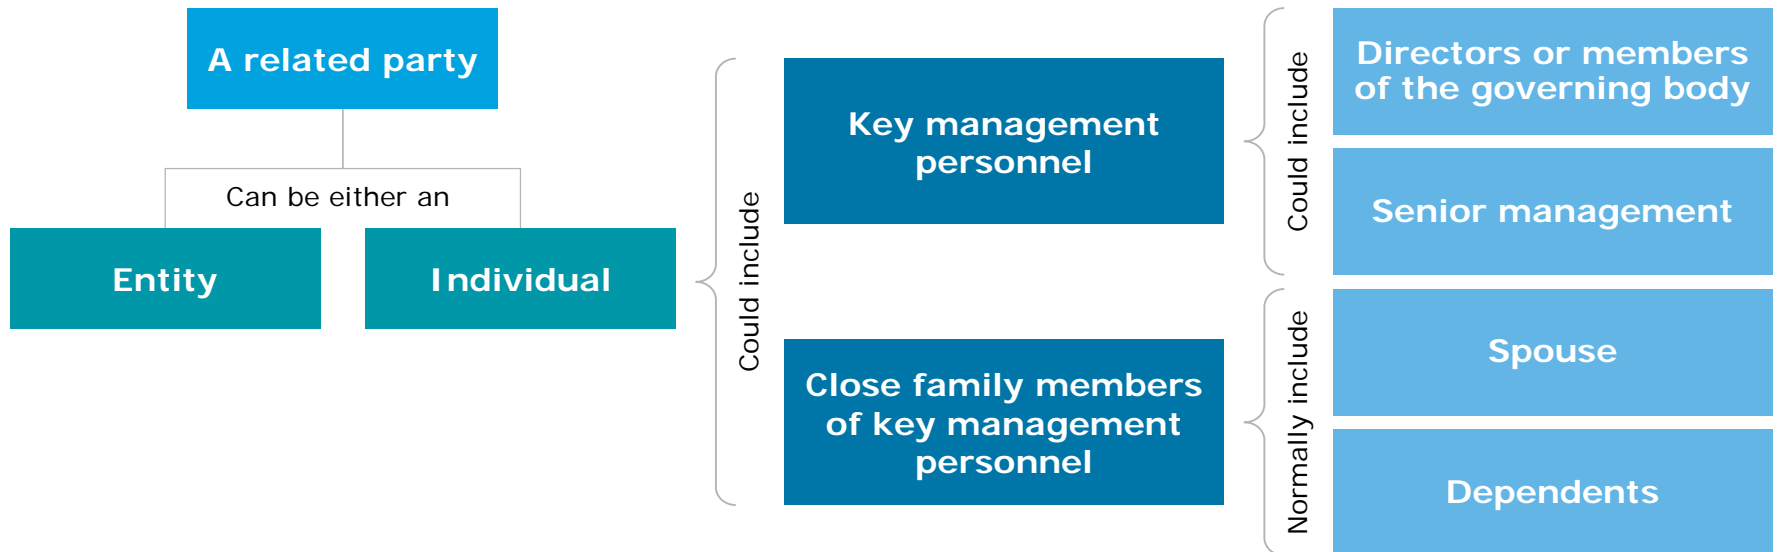 A related party
Can be either an
Entity
Individual
Could include
Key management
personnel
Could include
Directors or members
of the governing body
Senior management
Close family members
of key management
personnel
Normally include
Spouse
Dependents